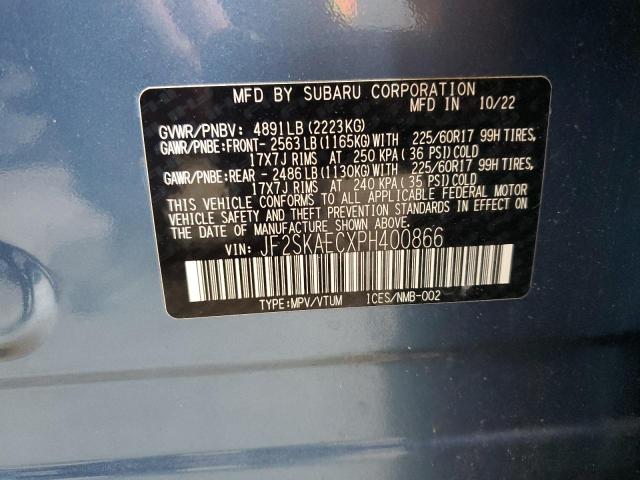 MFD BY SUBARU CORPORATION
MFD IN 10/22
GVWR/PNBV: 4891LB(2223KG)
GAWR/PNBE:FRONT- 2563LB(1165KG)WITH 225/60R17 99H TIRES,
17X7J RIMS AT 250 KPA(36 PSI)COLD
GAWR/PNBE:REAR - 2486LB(1130KG)WITH 225/60R17 99H TIRES,
17X7J RIMS AT 240 KPA(35 PSI)COLD
THIS VEHICLE CONFORMS TO ALL APPLICABLE FEDERAL MOTOR
VEHICLE SAFETY AND THEFT PREVENTION STANDARDS IN EFFECT ON
THE DATE OF MANUFACTURE SHOWN ABOVE.
VIN: JF2SKAECXPH400866
TYPE:MPV/VTUM ICES/NMB-002